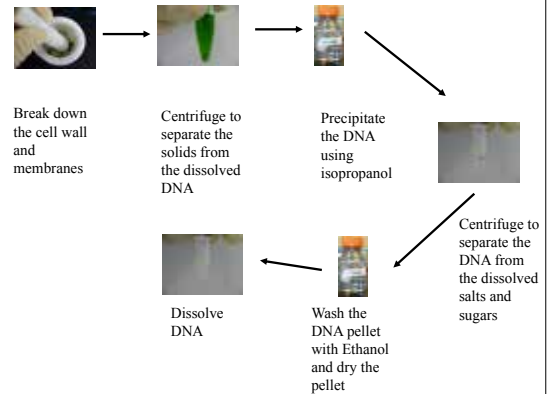 Break down
the cell wall
and
membranes
Centrifuge to
separate the
solids from
the dissolved
DNA
Precipitate
the DNA
using
isopropanol
Centrifuge to
separate the
DNA from
the dissolved
salts and
sugars
Wash the
DNA pellet
with Ethanol
and dry the
pellet
Dissolve
DNA